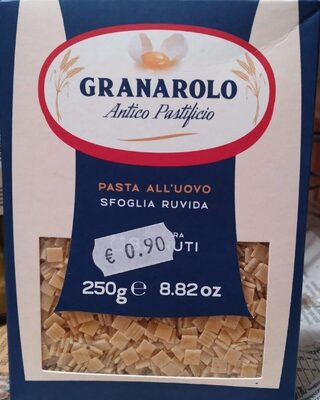 GRANAROLO
Antico Pastificio
PASTA ALL'UOVO
SFOGLIA RUVIDA
€ 0.90
250g e 8.82 oz